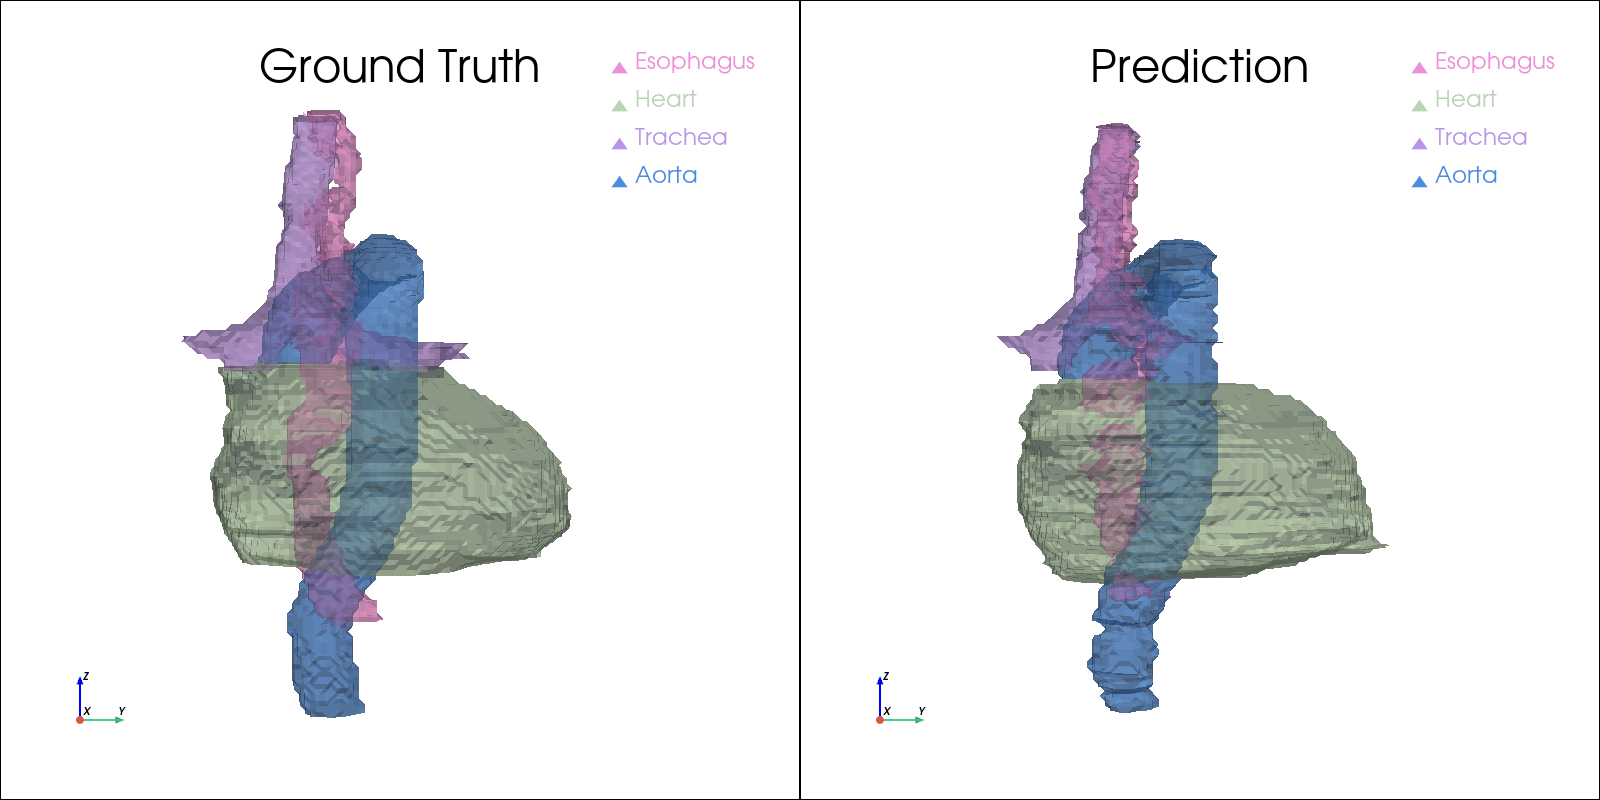 Ground Truth
Esophagus
Heart
Trachea
Aorta
Z
X
Y
Prediction
Esophagus
Heart
Trachea
Aorta
Z
X
Y